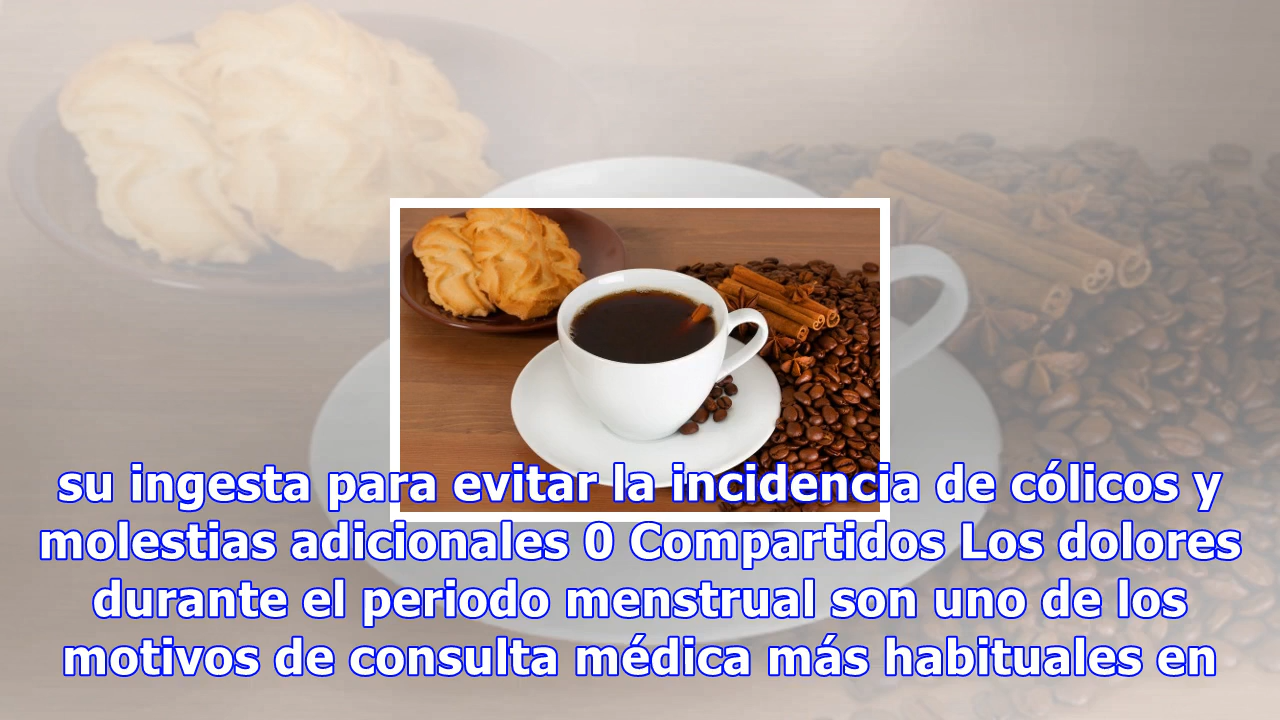 su ingesta para evitar la incidencia de cólicos y
molestias adicionales 0 Compartidos Los dolores
durante el periodo menstrual son uno de los
motivos de consulta médica más habituales en